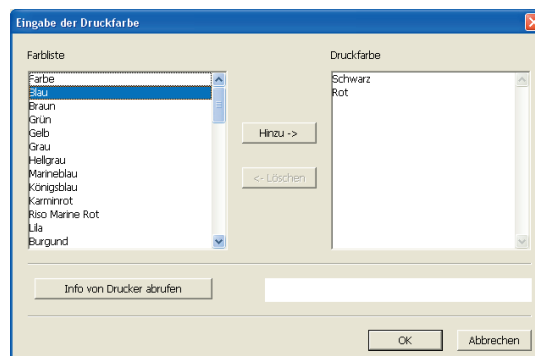 Eingabe der Druckfarbe
Farbliste
Farbe
Blau
Braun
Grün
Gelb
Grau
Hellgrau
Marineblau
Königsblau
Karminrot
Riso Marine Rot
Lila
Burgund
Hinzu ->
<- Löschen
Druckfarbe
Schwarz
Rot
Info von Drucker abrufen
OK
Abbrechen